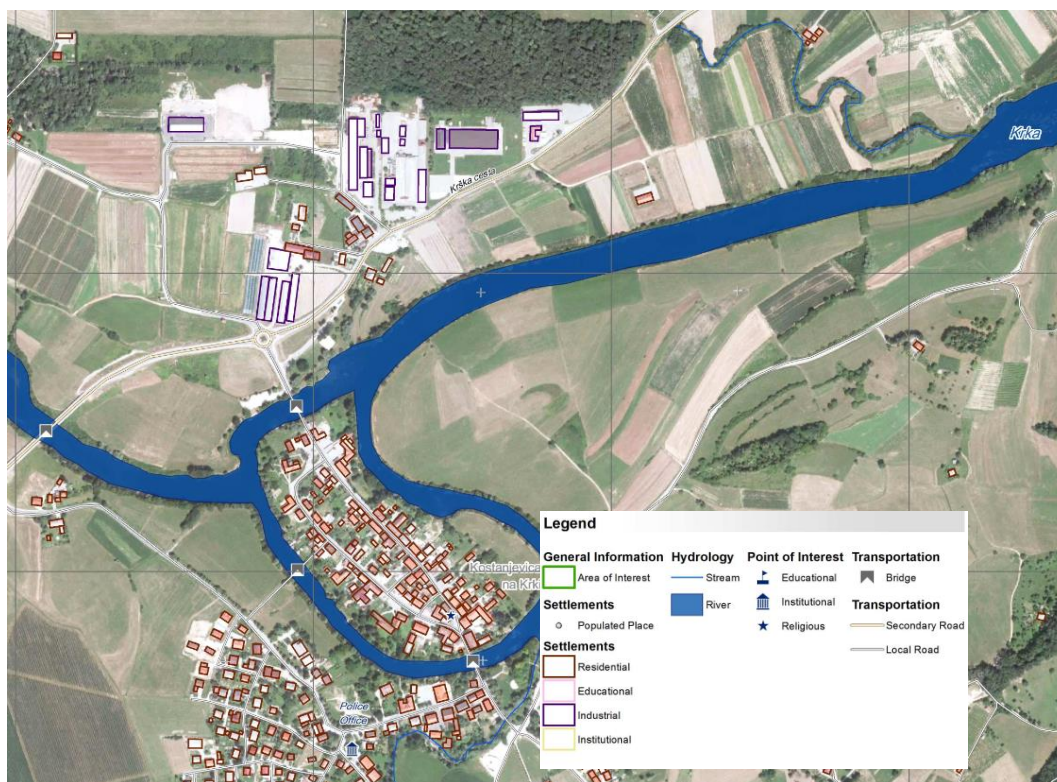 Krka
Krška cesta
Kostanjevica
na Krki
Police
Office
Legend
General Information
Area of Interest
Settlements
Populated Place
Settlements
Residential
Educational
Industrial
Institutional
Hydrology
Stream
River
Point of Interest
Educational
Institutional
Religious
Transportation
Bridge
Transportation
Secondary Road
Local Road